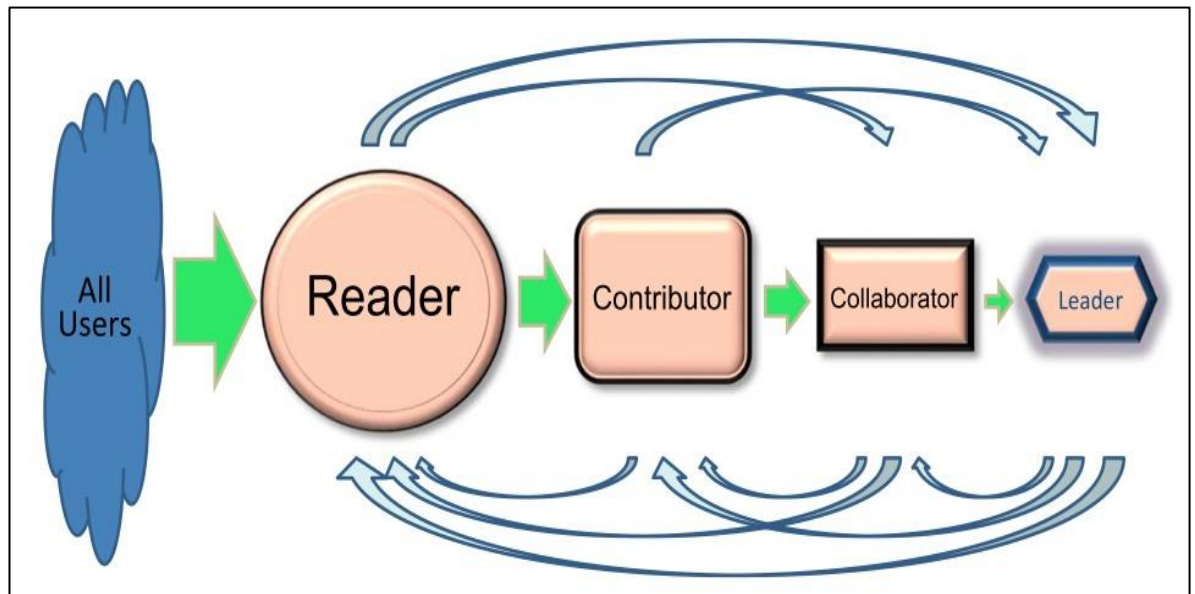 All
Users
Reader
Contributor
Collaborator
Leader